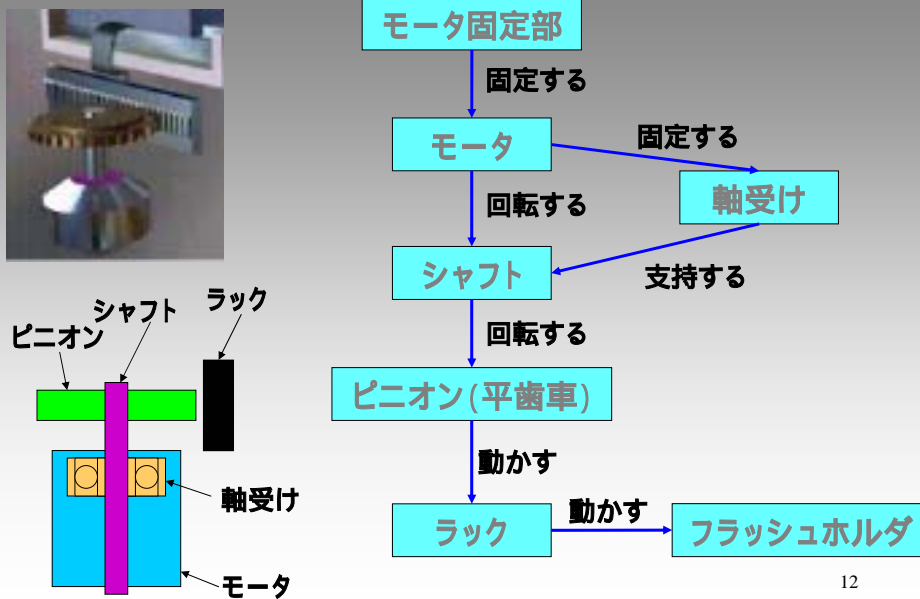 モータ固定部
固定する
モータ
固定する
軸受け
回転する
シャフト
支持する
回転する
ピニオン(平歯車)
動かす
ラック
動かす
フラッシュホルダ
シャフト
ラック
ピニオン
軸受け
モータ
12